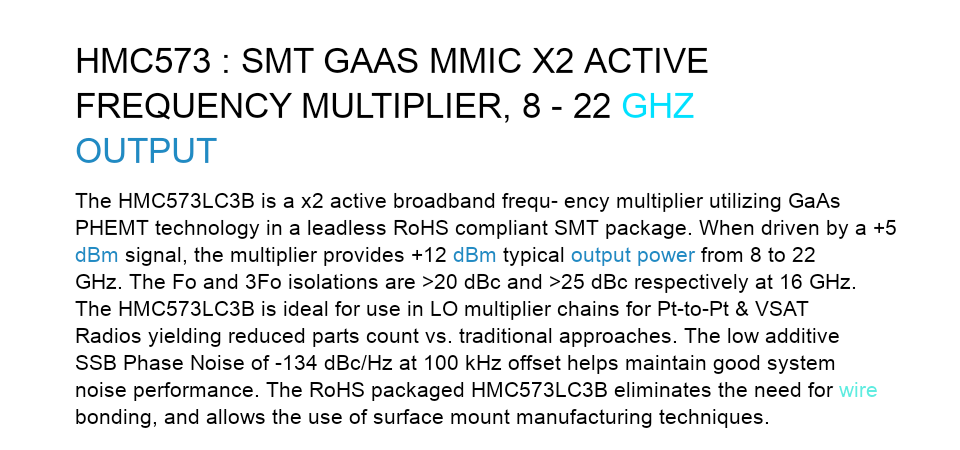 HMC573 : SMT GAAS MMIC X2 ACTIVE
FREQUENCY MULTIPLIER, 8 - 22 GHZ
OUTPUT
The HMC573LC3B is a x2 active broadband frequ- ency multiplier utilizing GaAs
PHEMT technology in a leadless RoHS compliant SMT package. When driven by a +5
dBm signal, the multiplier provides +12 dBm typical output power from 8 to 22
GHz. The Fo and 3Fo isolations are >20 dBc and >25 dBc respectively at 16 GHz.
The HMC573LC3B is ideal for use in LO multiplier chains for Pt-to-Pt & VSAT
Radios yielding reduced parts count vs. traditional approaches. The low additive
SSB Phase Noise of -134 dBc/Hz at 100 kHz offset helps maintain good system
noise performance. The RoHS packaged HMC573LC3B eliminates the need for wire
bonding, and allows the use of surface mount manufacturing techniques.